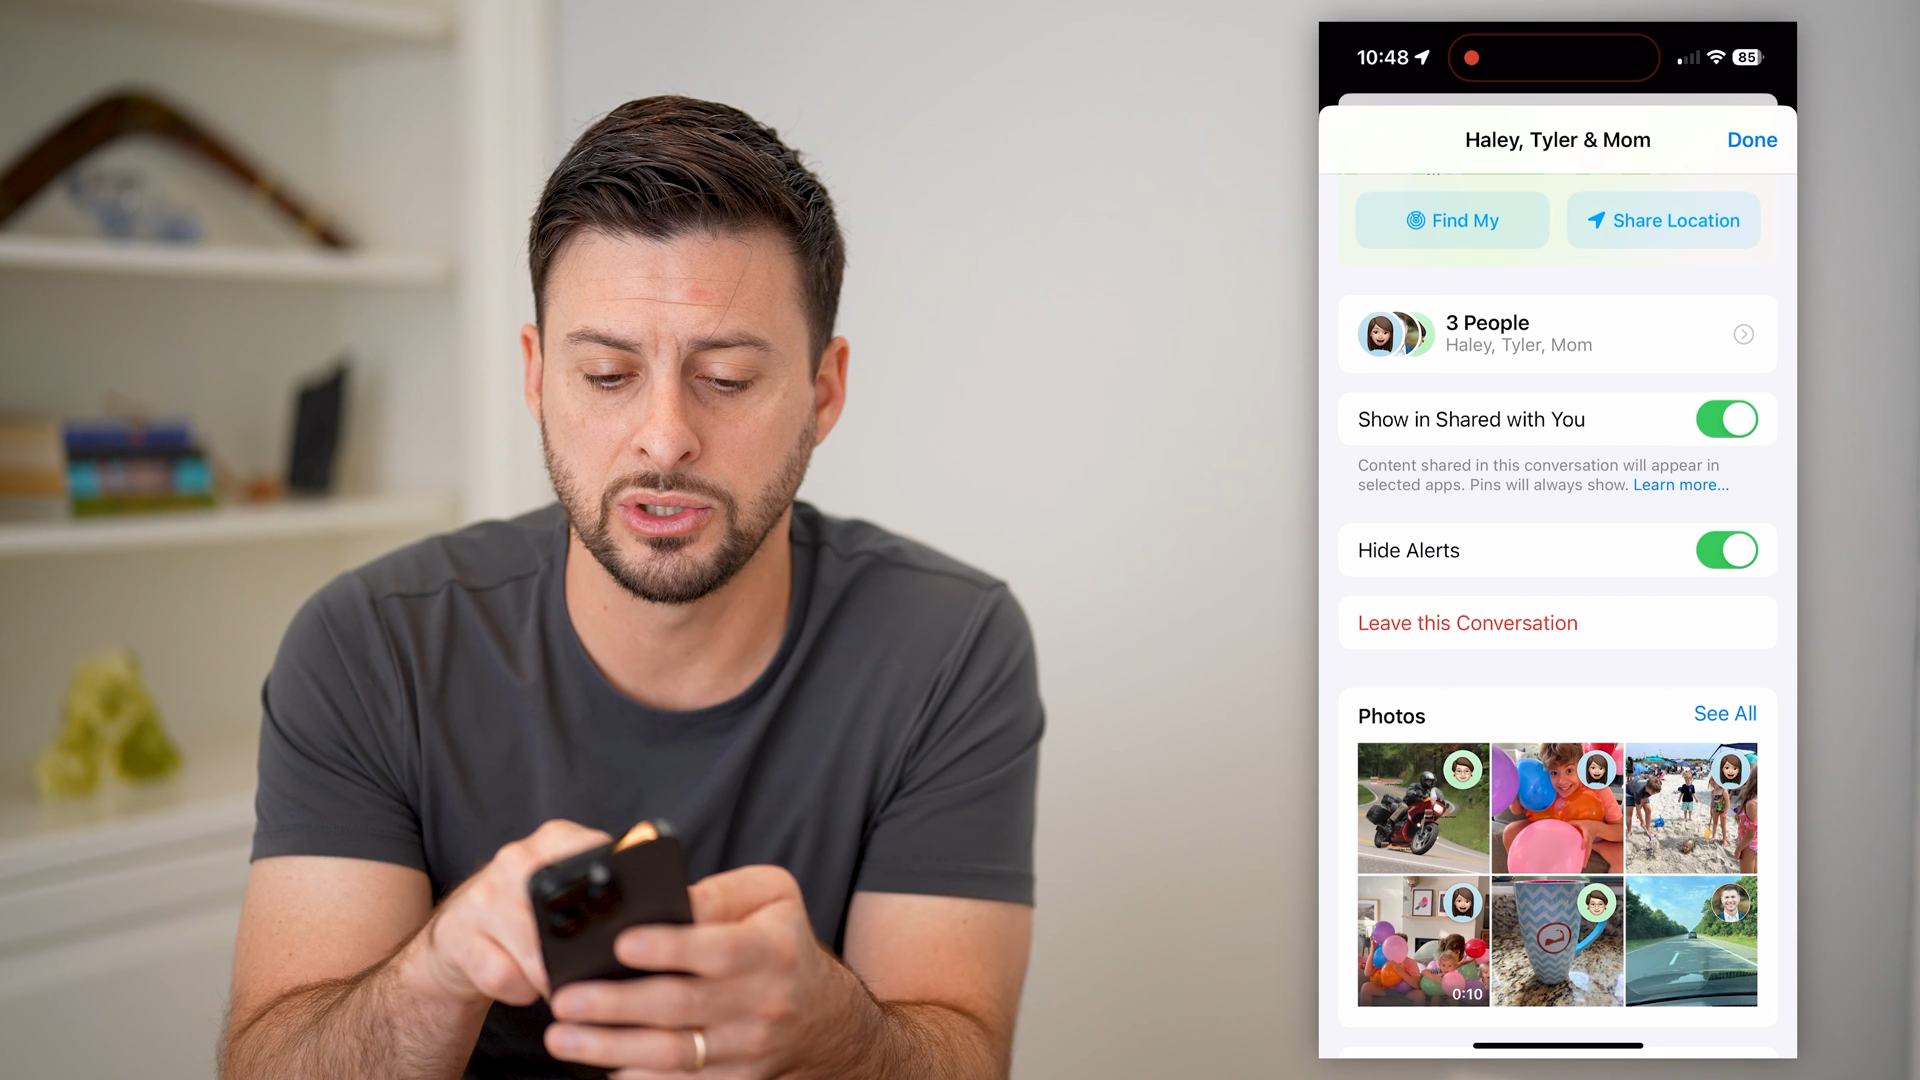 10:48
85
Haley, Tyler & Mom
Done
Find My
Share Location
3 People
Haley, Tyler, Mom
Show in Shared with You
Content shared in this conversation will appear in
selected apps. Pins will always show. Learn more...
Hide Alerts
Leave this Conversation
Photos
See All
0:10